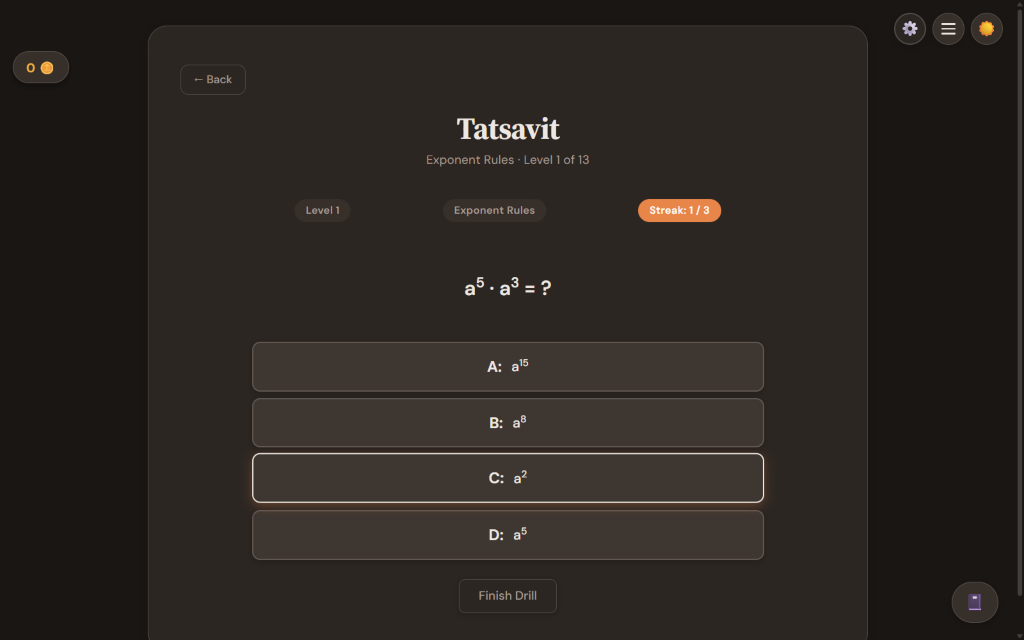 0
← Back
Tatsavit
Exponent Rules · Level 1 of 13
Level 1
Exponent Rules
Streak: 1 / 3
a⁵ · a³ = ?
A: a¹⁵
B: a⁸
C: a²
D: a⁵
Finish Drill